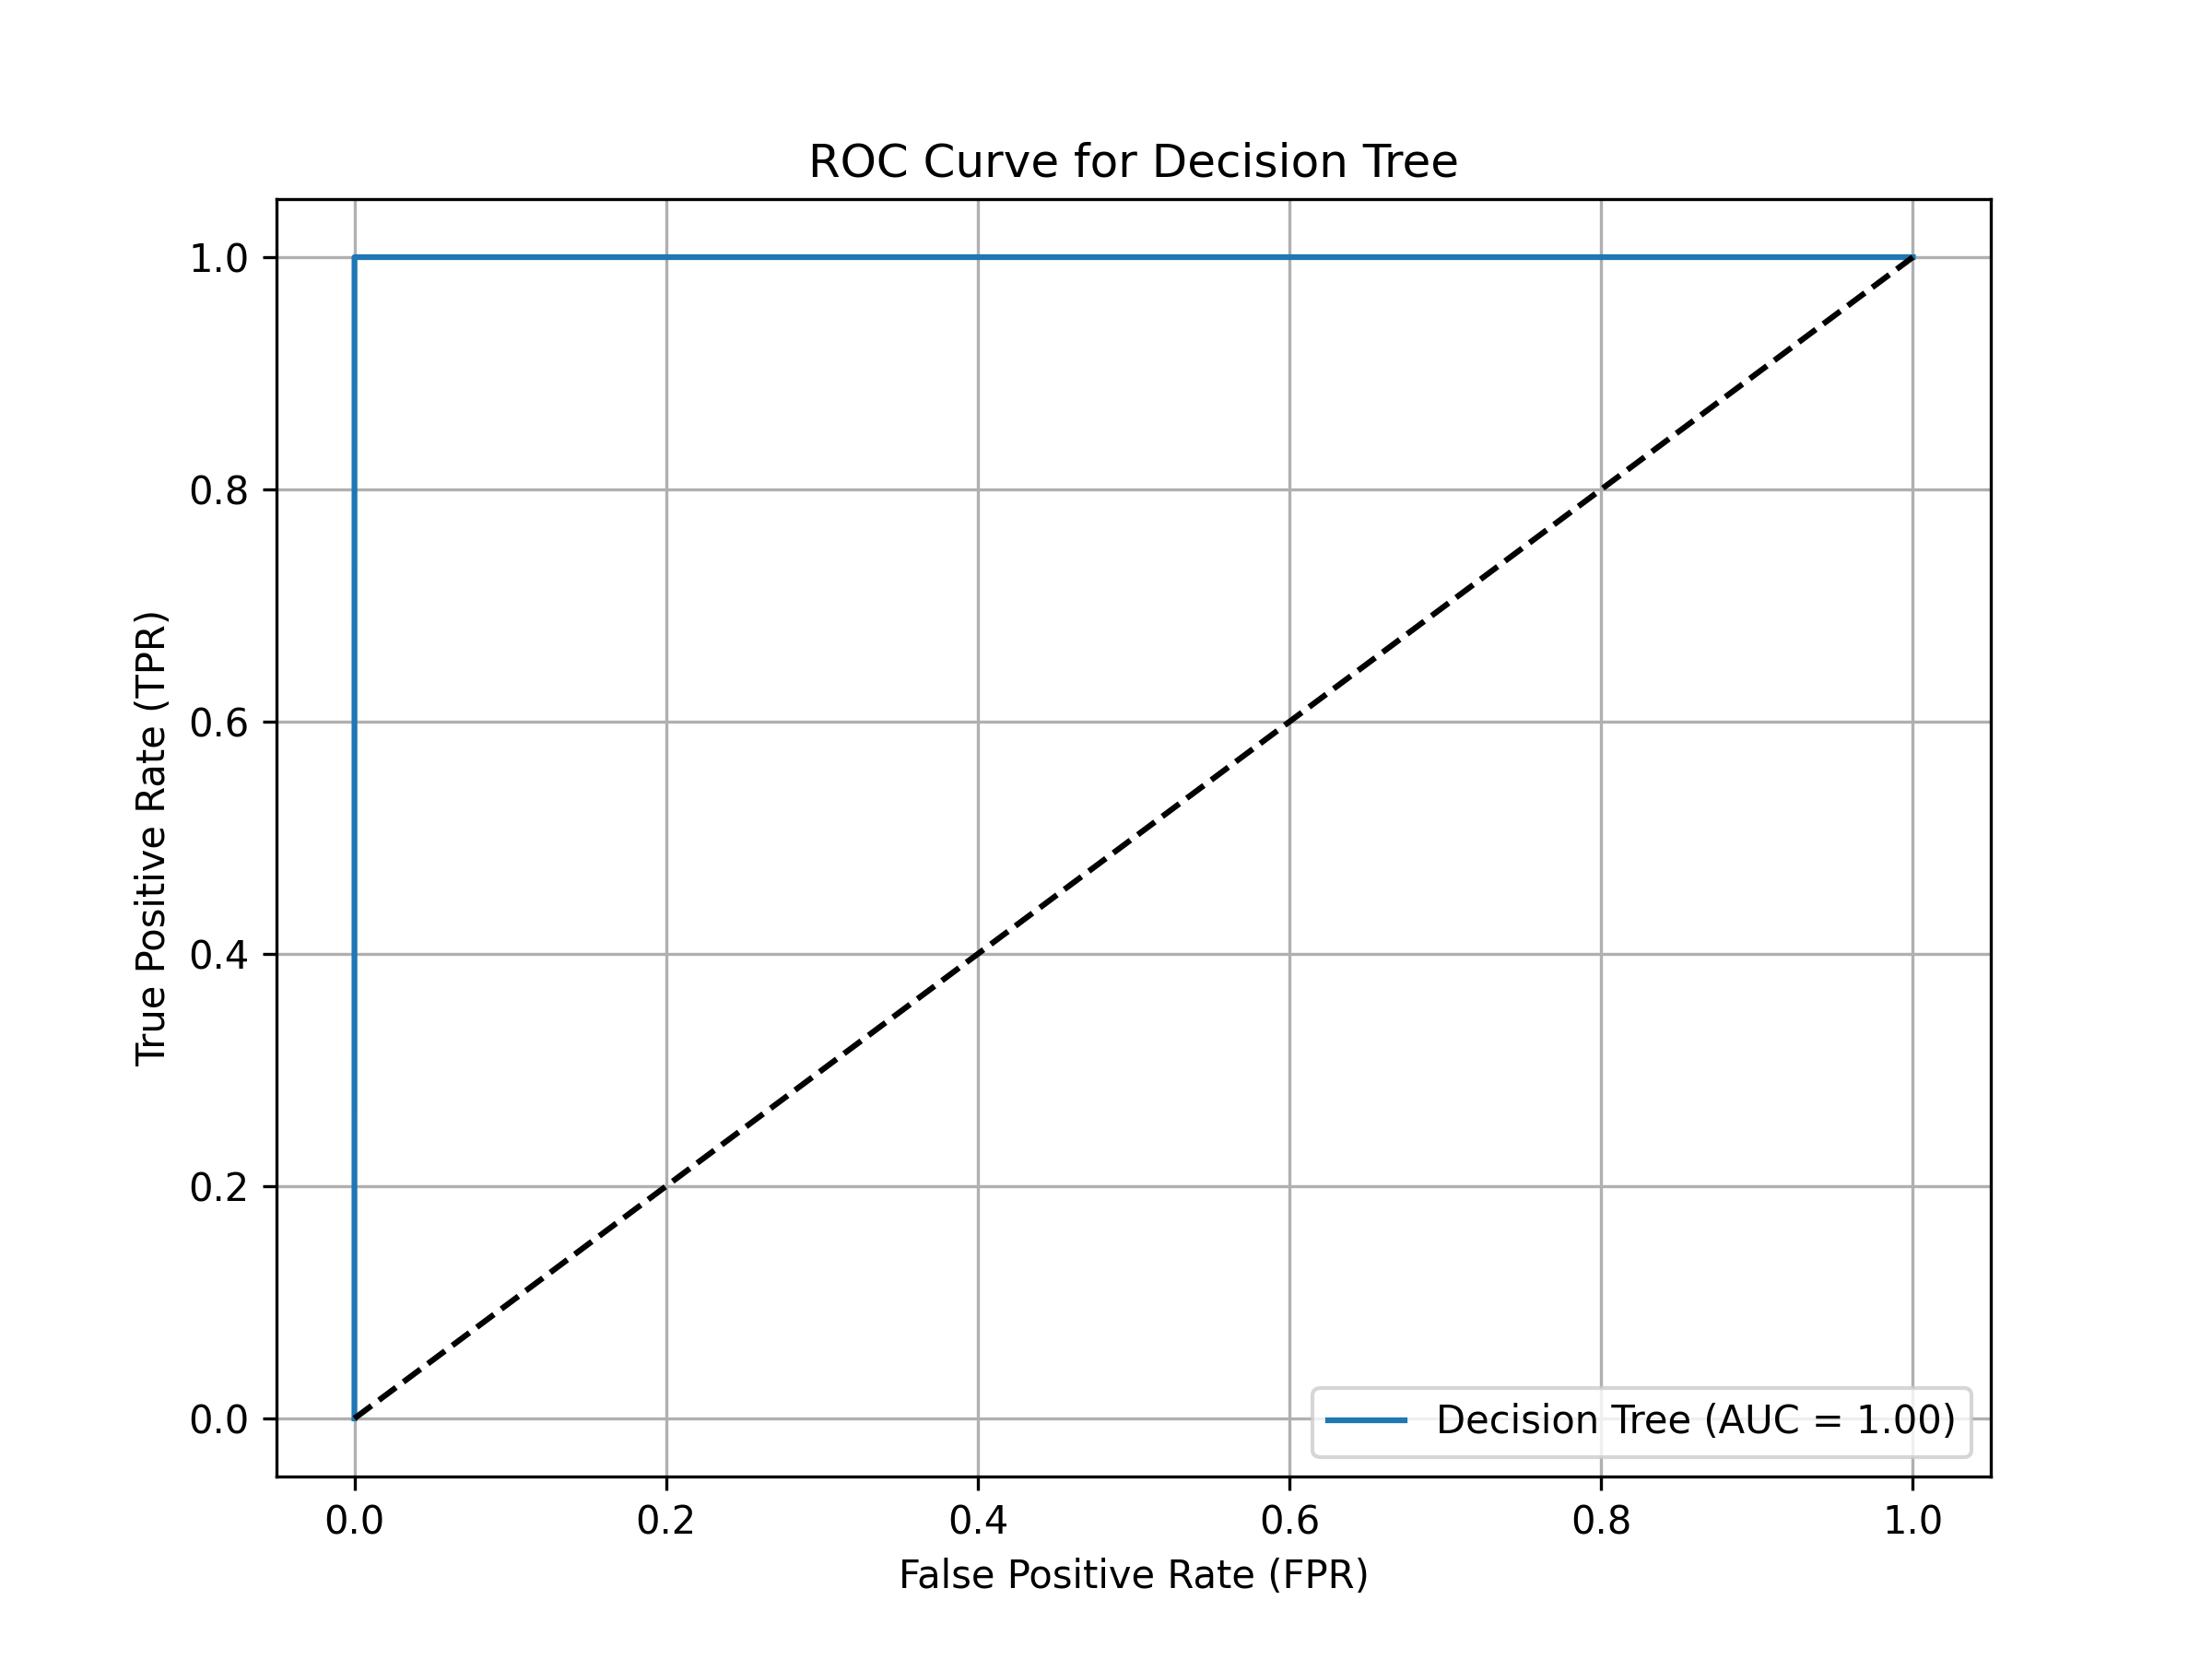 ROC Curve for Decision Tree
1.0
0.8
0.6
0.4
0.2
0.0
True Positive Rate (TPR)
Decision Tree (AUC = 1.00)
0.0 0.2 0.4 0.6 0.8 1.0
False Positive Rate (FPR)